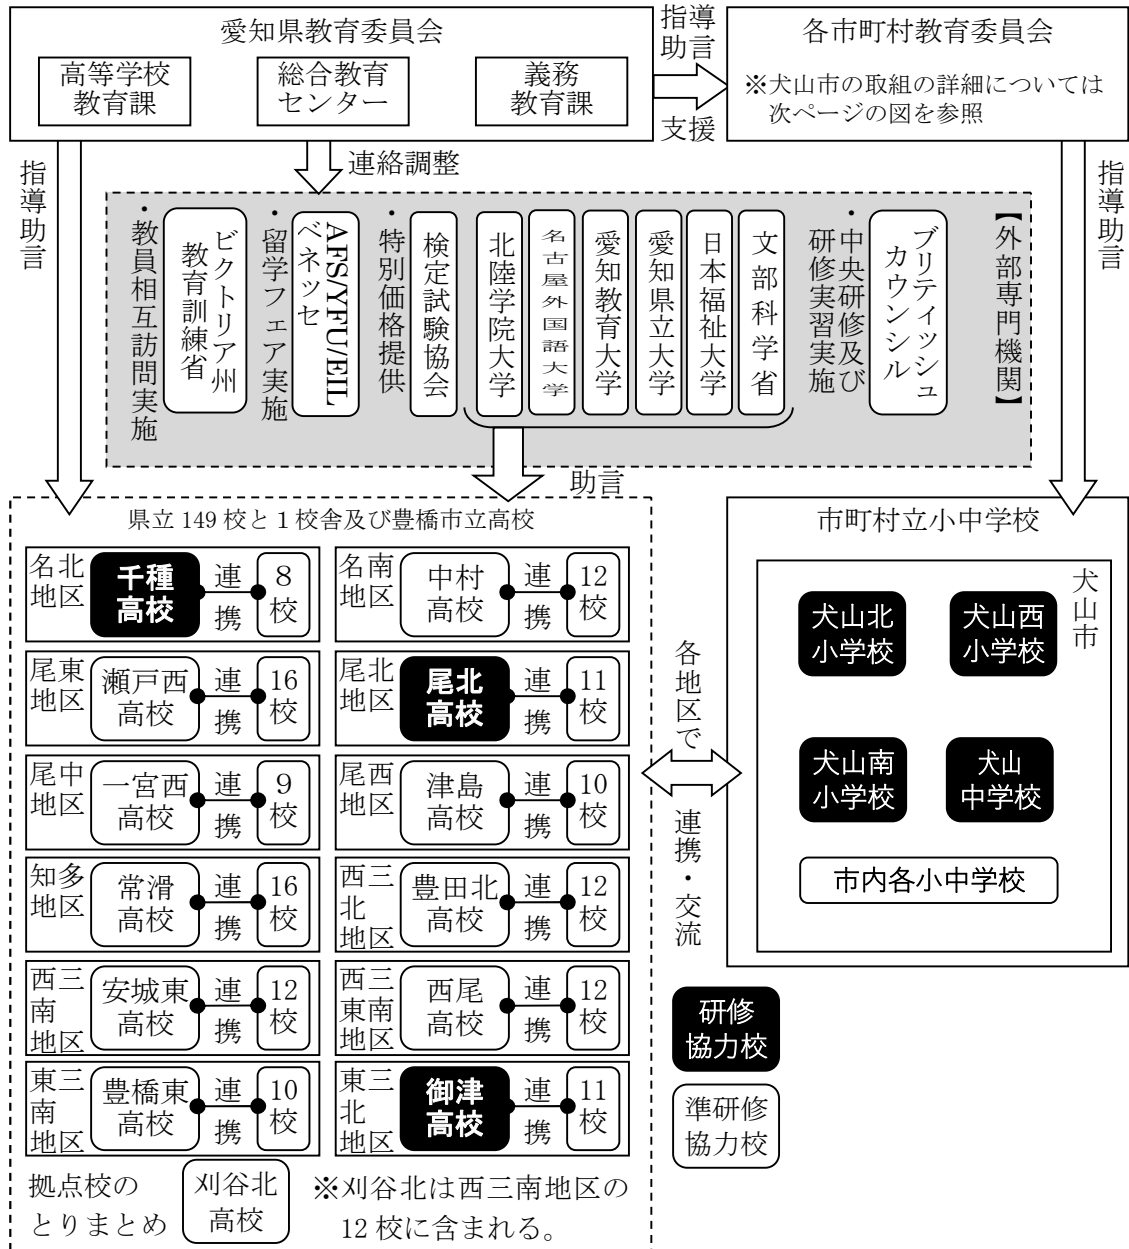 愛知県教育委員会
高等学校
教育課
総合教育
センター
義務
教育課
指導
助言
支援
各市町村教育委員会
※犬山市の取組の詳細については
次ページの図を参照
指導助言
連絡調整
指導助言
【外部専門機関】
ブリティッシュ
カウンシル
・中央研修及び
研修実習実施
文部科学省
日本福祉大学
愛知県立大学
愛知教育大学
名古屋外国語大学
北陸学院大学
検定試験協会
・特別価格提供
AFS/YFU/EIL
ベネッセ
・留学フェア実施
ビクトリア州
教育訓練省
・教員相互訪問実施
助言
県立 149 校と 1 校舎及び豊橋市立高校
名北
地区
千種
高校
連携
8
校
名南
地区
中村
高校
連携
12
校
尾東
地区
瀬戸西
高校
連携
16
校
尾北
地区
尾北
高校
連携
11
校
尾中
地区
一宮西
高校
連携
9
校
尾西
地区
津島
高校
連携
10
校
知多
地区
常滑
高校
連携
16
校
西三
北
地区
豊田北
高校
連携
12
校
西三
南
地区
安城東
高校
連携
12
校
西三
東南
地区
西尾
高校
連携
12
校
東三
南
地区
豊橋東
高校
連携
10
校
東三
北
地区
御津
高校
連携
11
校
拠点校の
とりまとめ
刈谷北
高校
※刈谷北は西三南地区の
12 校に含まれる。
各地区で
連携・交流
市町村立小中学校
犬山市
犬山北
小学校
犬山西
小学校
犬山南
小学校
犬山
中学校
市内各小中学校
研修
協力校
準研修
協力校